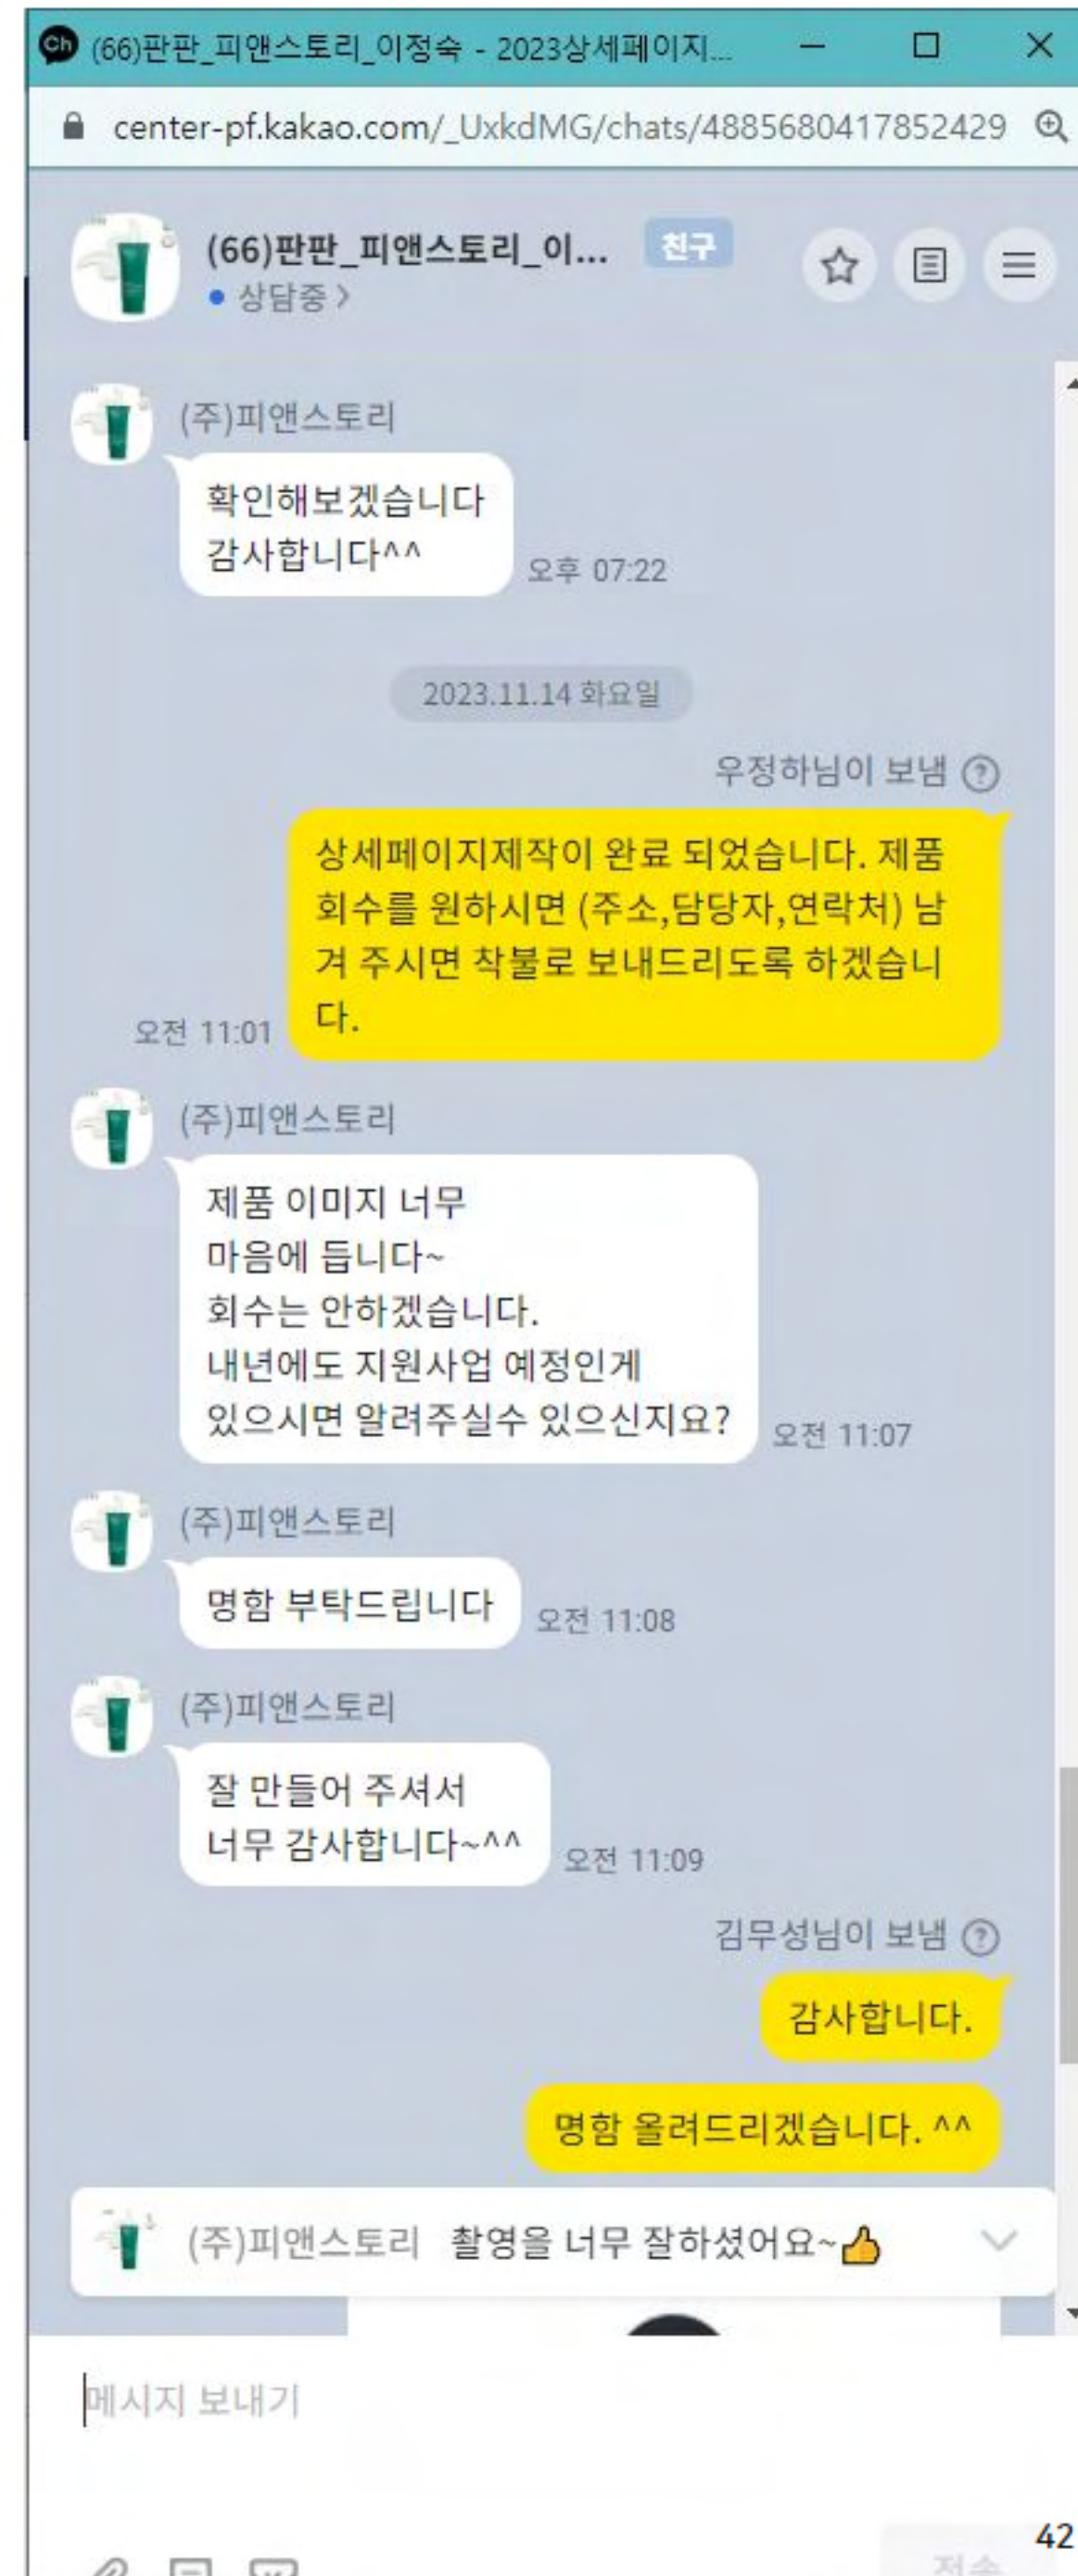 Ch (66)판판_피앤스토리_이정숙 - 2023상세페이지...
center-pf.kakao.com/_UxkdMG/chats/4885680417852429
(66)판판_피앤스토리_이... 친구
상담중 >
(주)피앤스토리
확인해보겠습니다
감사합니다^^
오후 07:22
2023.11.14 화요일
우정하님이 보냄 ?
상세페이지제작이 완료 되었습니다. 제품
회수를 원하시면 (주소,담당자,연락처) 남
겨 주시면 착불로 보내드리도록 하겠습니
다.
오전 11:01
(주)피앤스토리
제품 이미지 너무
마음에 듭니다~
회수는 안하겠습니다.
내년에도 지원사업 예정인게
있으시면 알려주실수 있으신지요?
오전 11:07
(주)피앤스토리
명함 부탁드립니다
오전 11:08
(주)피앤스토리
잘 만들어 주셔서
너무 감사합니다~^^
오전 11:09
김무성님이 보냄 ?
감사합니다.
명함 올려드리겠습니다. ^^
(주)피앤스토리 촬영을 너무 잘하셨어요~👍
메시지 보내기
42
전송